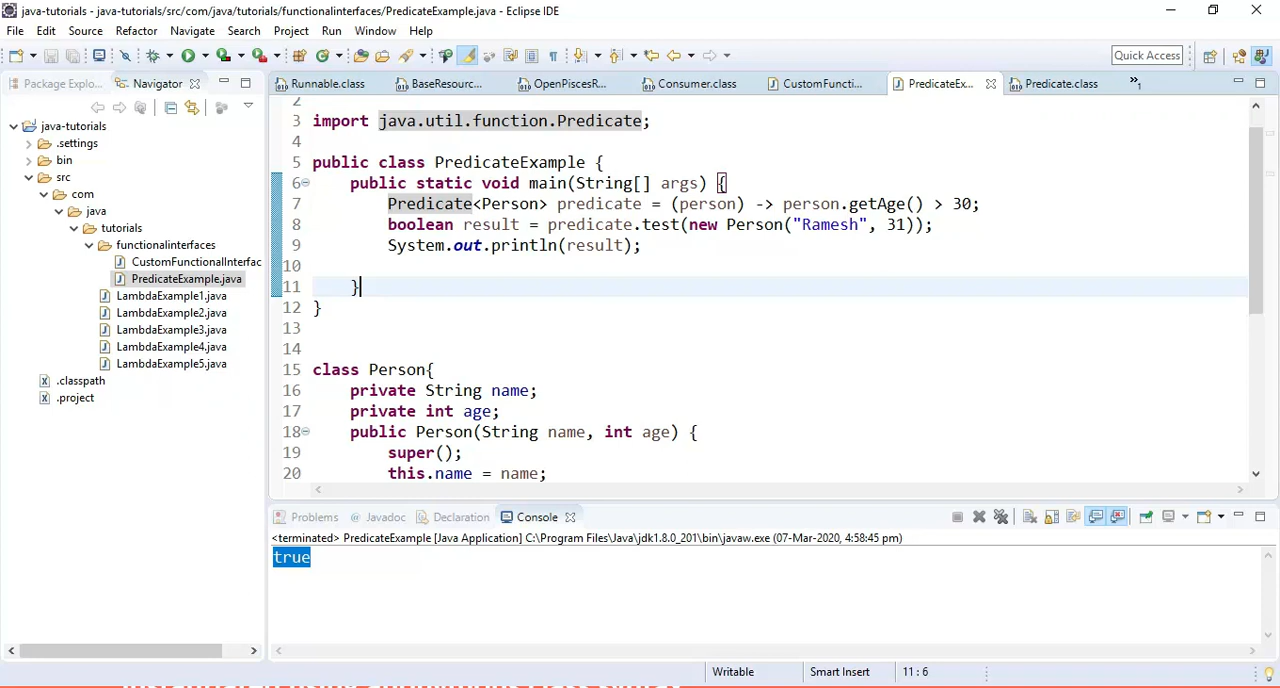 java-tutorials - java-tutorials/src/com/java/tutorials/functionalinterfaces/PredicateExample.java - Eclipse IDE
File Edit Source Refactor Navigate Search Project Run Window Help
Quick Access
Package Explo... Navigator
Runnable.class BaseResourc... OpenPiscesR... Consumer.class CustomFuncti... PredicateEx... Predicate.class »1
java-tutorials
.settings
bin
src
com
java
tutorials
functionalinterfaces
CustomFunctionalInterfac
PredicateExample.java
LambdaExample1.java
LambdaExample2.java
LambdaExample3.java
LambdaExample4.java
LambdaExample5.java
.classpath
.project
2
3 import java.util.function.Predicate;
4
5 public class PredicateExample {
6 public static void main(String[] args) {
7 Predicate<Person> predicate = (person) -> person.getAge() > 30;
8 boolean result = predicate.test(new Person("Ramesh", 31));
9 System.out.println(result);
10
11 }
12 }
13
14
15 class Person{
16 private String name;
17 private int age;
18 public Person(String name, int age) {
19 super();
20 this.name = name;
Problems @ Javadoc Declaration Console
<terminated> PredicateExample [Java Application] C:\Program Files\Java\jdk1.8.0_201\bin\javaw.exe (07-Mar-2020, 4:58:45 pm)
true
Writable Smart Insert 11 : 6